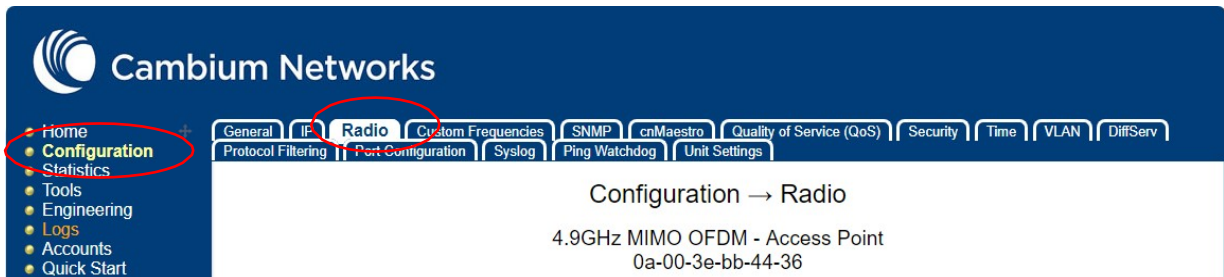 Cambium Networks
Home
Configuration
Statistics
Tools
Engineering
Logs
Accounts
Quick Start
General IP Radio Custom Frequencies SNMP cnMaestro Quality of Service (QoS) Security Time VLAN DiffServ
Protocol Filtering Port Configuration Syslog Ping Watchdog Unit Settings
Configuration → Radio
4.9GHz MIMO OFDM - Access Point
0a-00-3e-bb-44-36